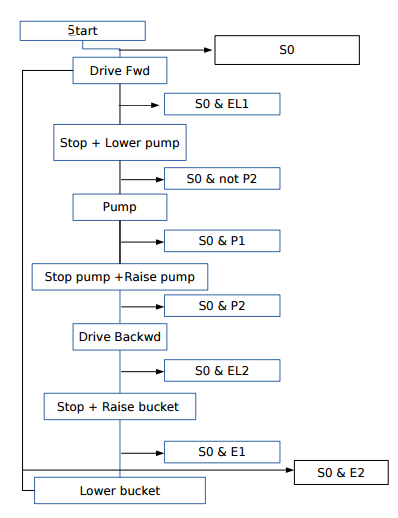 Start
S0
Drive Fwd
S0 & EL1
Stop + Lower pump
S0 & not P2
Pump
S0 & P1
Stop pump +Raise pump
S0 & P2
Drive Backwd
S0 & EL2
Stop + Raise bucket
S0 & E1
S0 & E2
Lower bucket